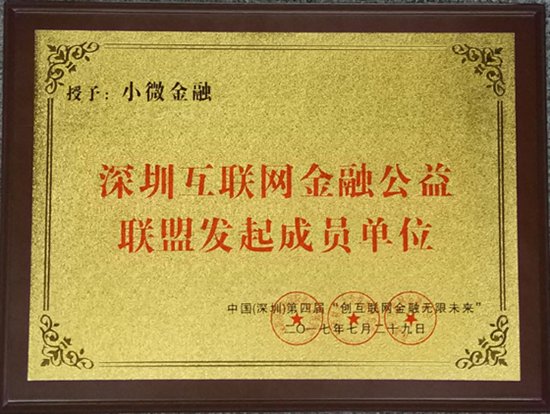 授予：小微金融
深圳互联网金融公益
联盟发起成员单位
中国(深圳)第四届“创互联网金融无限未来”
二〇一七年七月二十九日